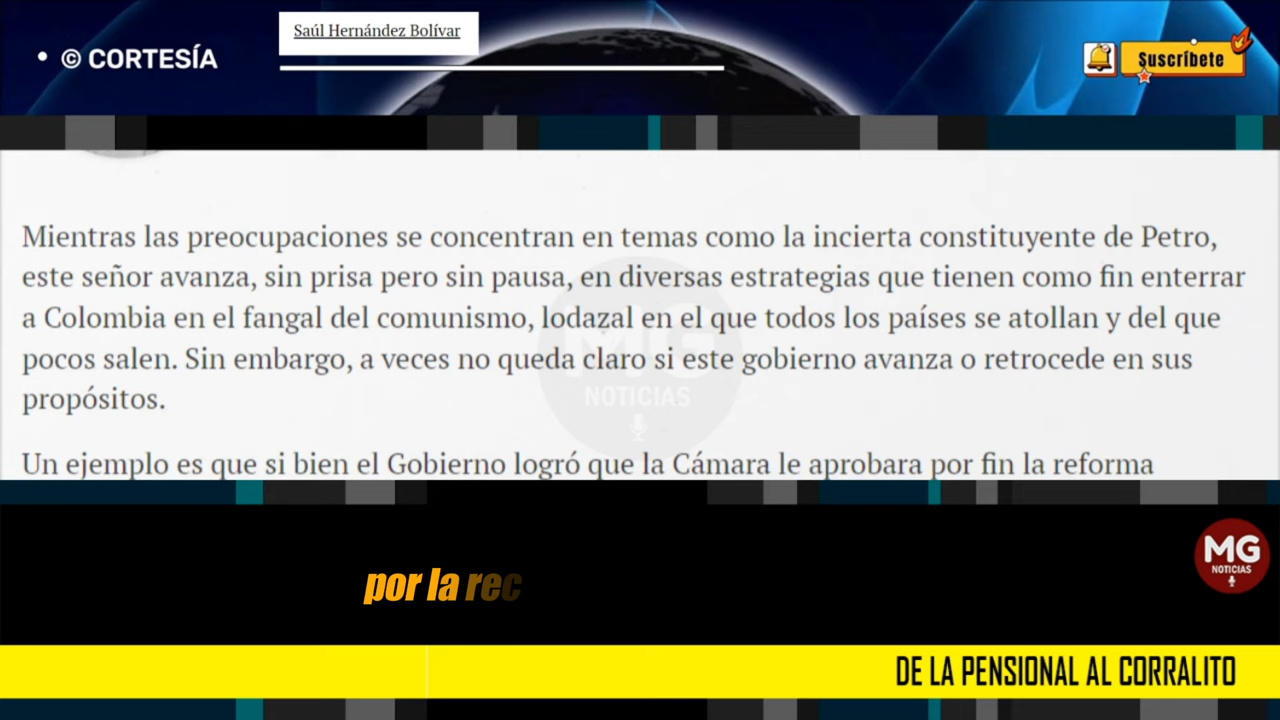 Saúl Hernández Bolívar
• © CORTESÍA
Suscríbete
Mientras las preocupaciones se concentran en temas como la incierta constituyente de Petro,
este señor avanza, sin prisa pero sin pausa, en diversas estrategias que tienen como fin enterrar
a Colombia en el fangal del comunismo, lodazal en el que todos los países se atollan y del que
pocos salen. Sin embargo, a veces no queda claro si este gobierno avanza o retrocede en sus
propósitos.
MG
NOTICIAS
Un ejemplo es que si bien el Gobierno logró que la Cámara le aprobara por fin la reforma
por la rec
MG
NOTICIAS
DE LA PENSIONAL AL CORRALITO